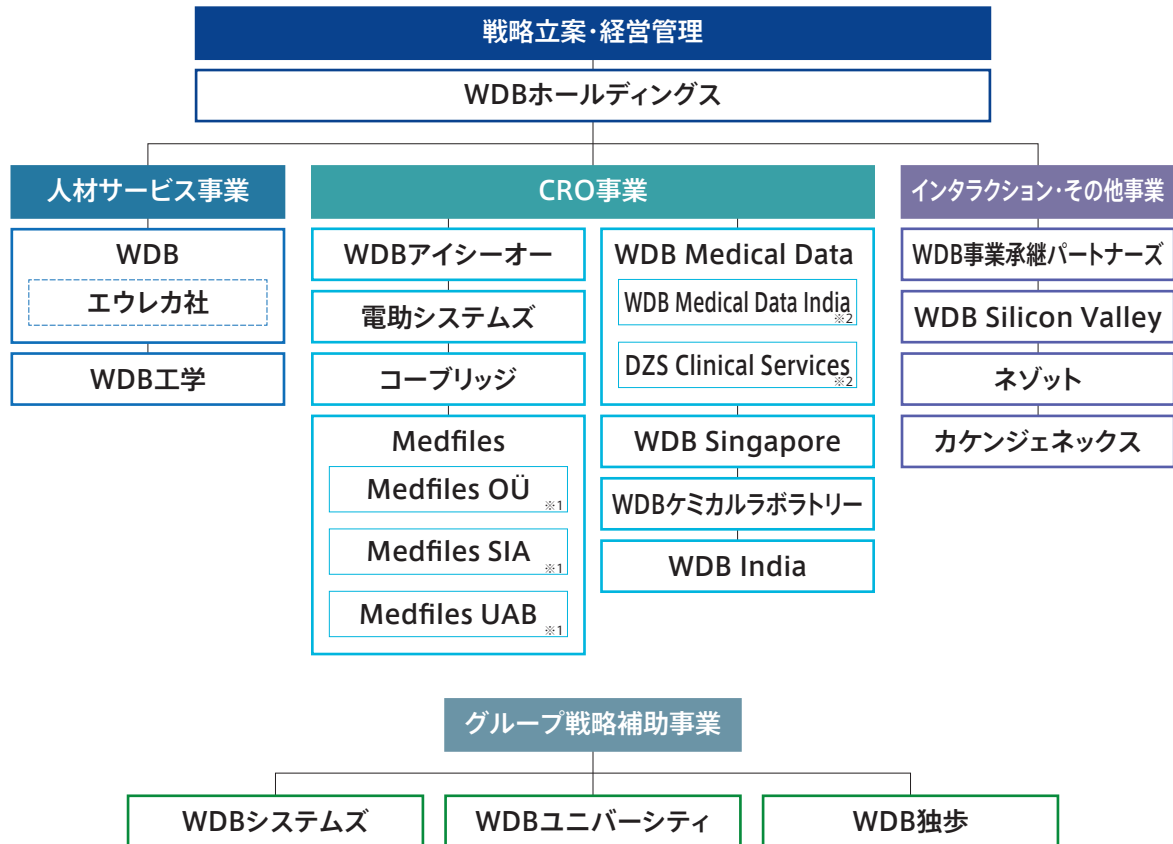 戦略立案・経営管理
WDBホールディングス
人材サービス事業
WDB
エウレカ社
WDB工学
CRO事業
WDBアイシーオー
電助システムズ
コーブリッジ
Medfiles
Medfiles OÜ ※1
Medfiles SIA ※1
Medfiles UAB ※1
WDB Medical Data
WDB Medical Data India ※2
DZS Clinical Services ※2
WDB Singapore
WDBケミカルラボラトリー
WDB India
インタラクション・その他事業
WDB事業承継パートナーズ
WDB Silicon Valley
ネゾット
カケンジェネックス
グループ戦略補助事業
WDBシステムズ
WDBユニバーシティ
WDB独歩